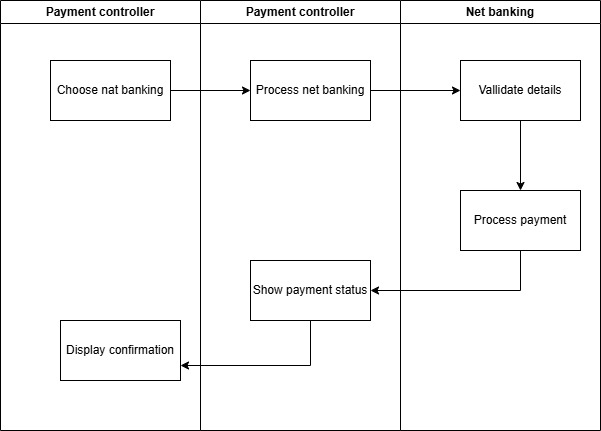 Payment controller
Payment controller
Net banking
Choose nat banking
Process net banking
Vallidate details
Process payment
Show payment status
Display confirmation